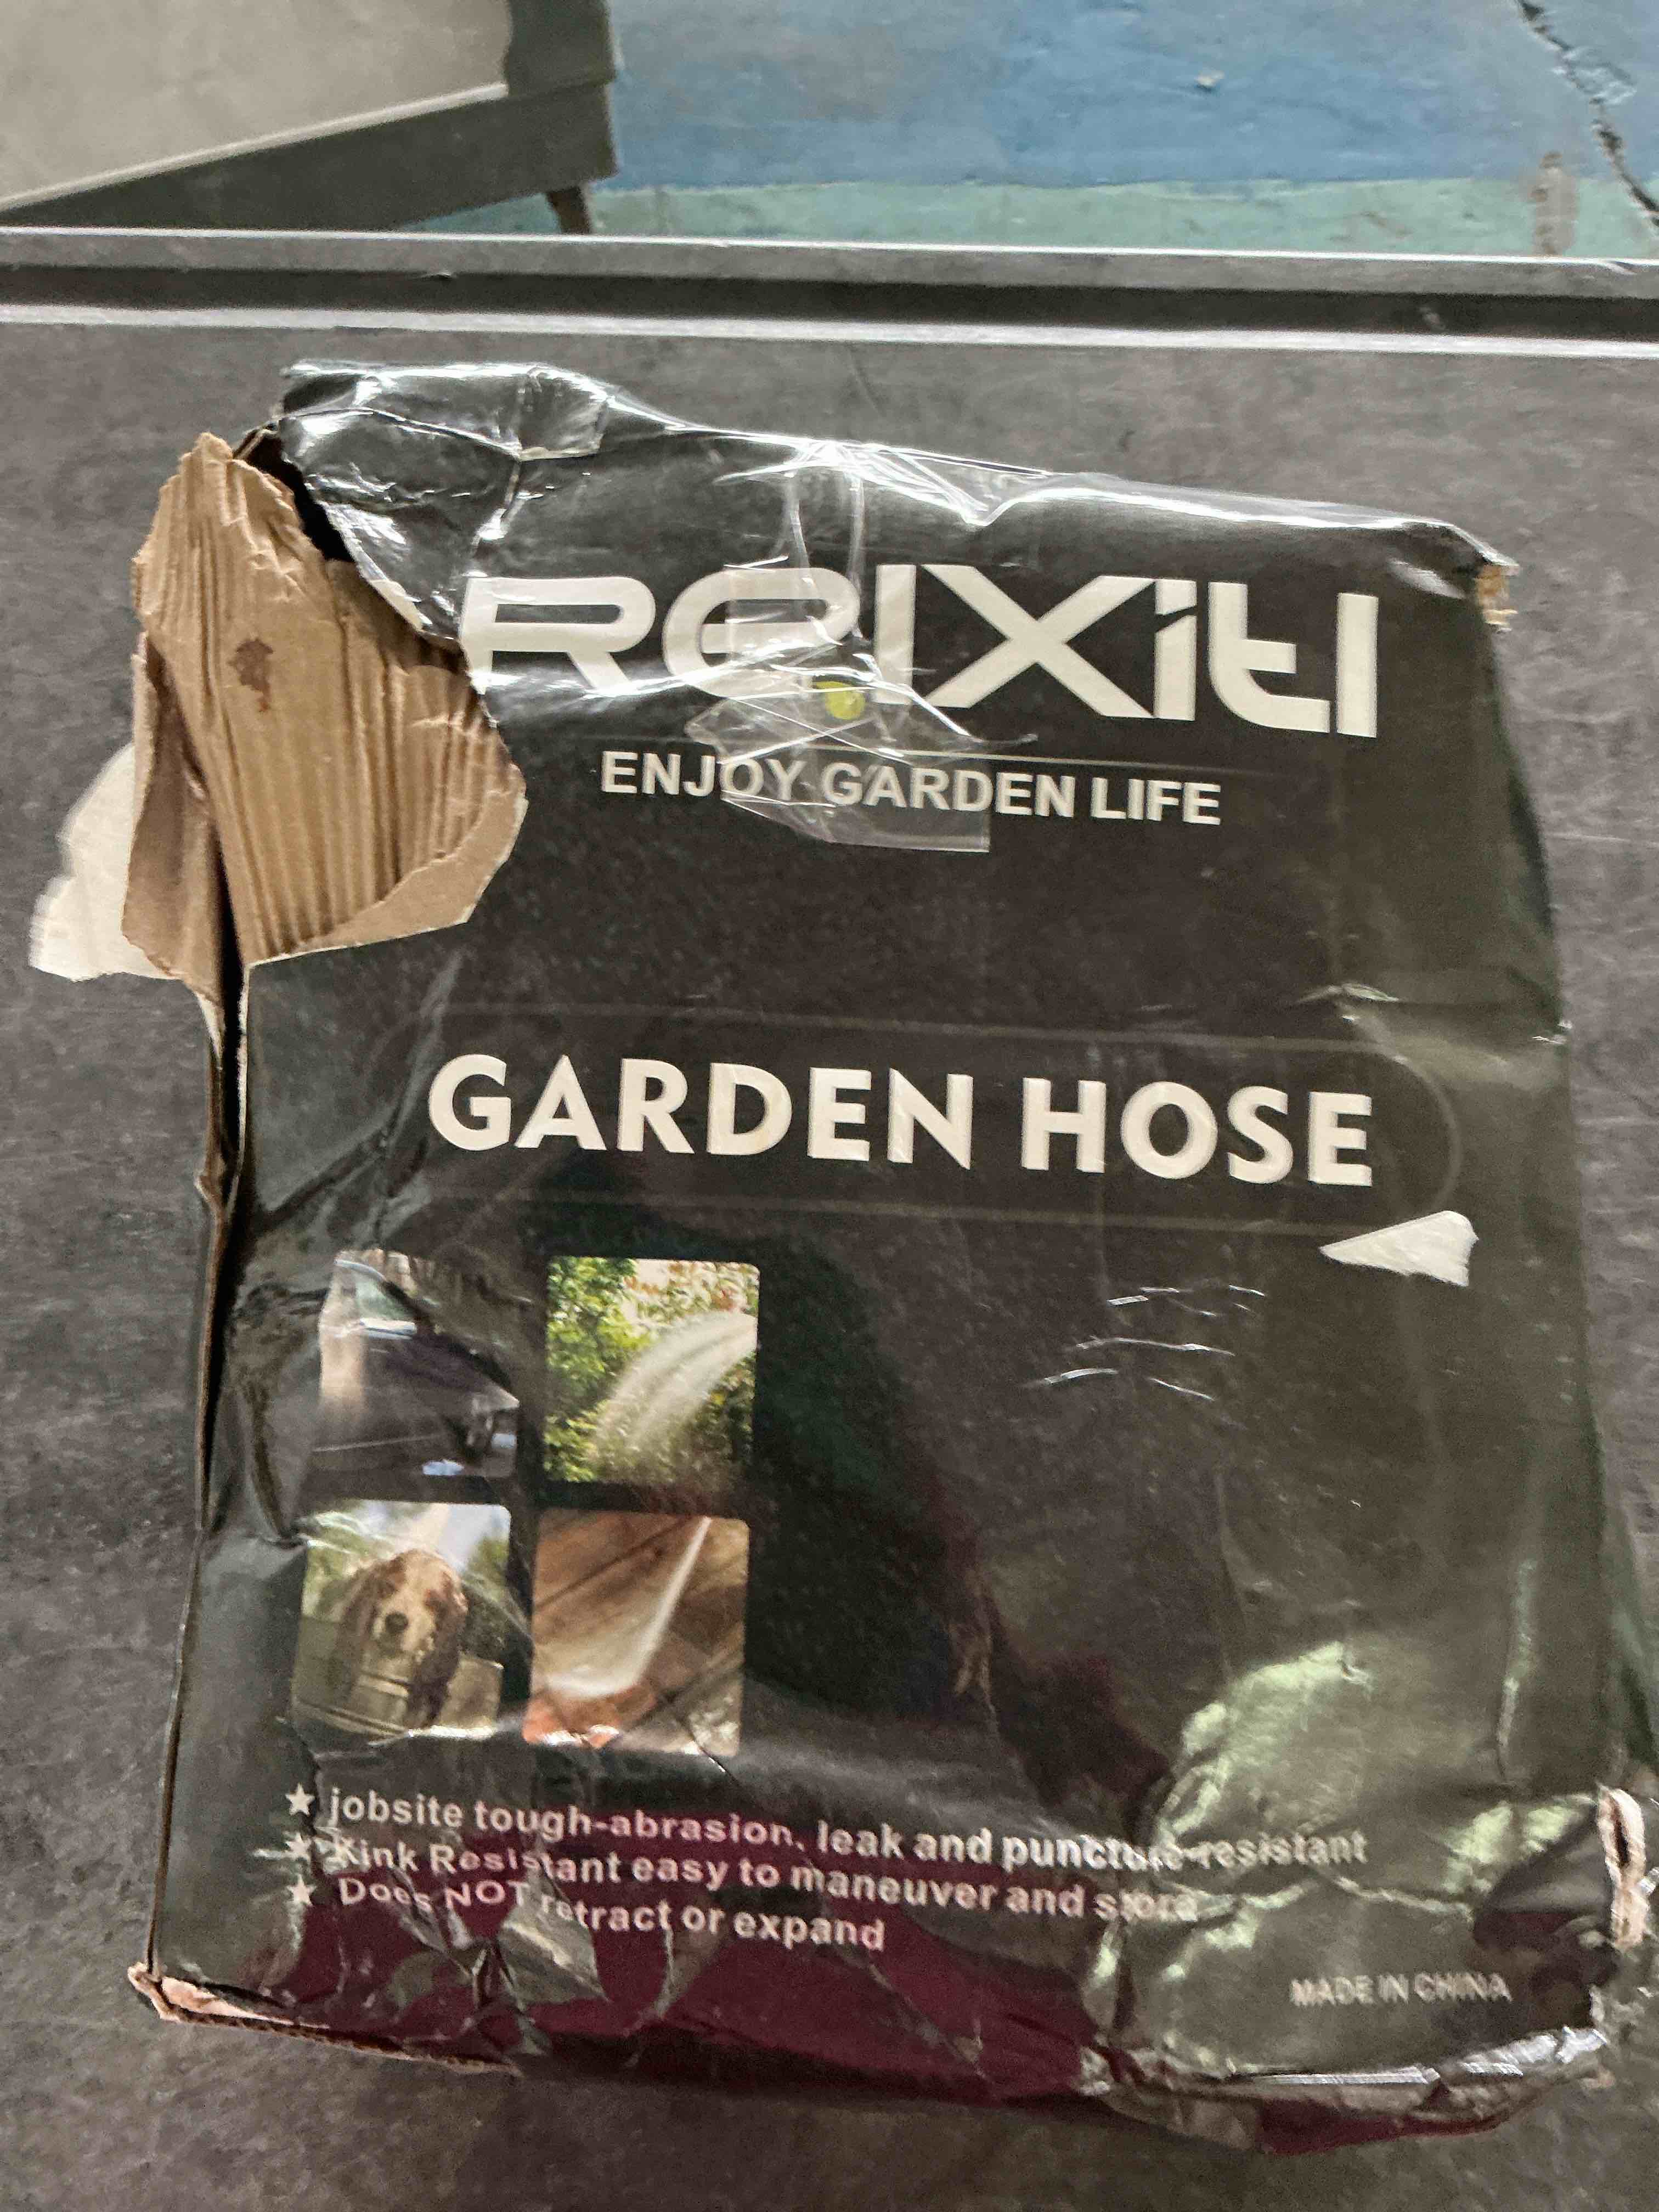 ReIXitI
ENJOY GARDEN LIFE
GARDEN HOSE
★ jobsite tough-abrasion, leak and puncture-resistant
★ Kink Resistant easy to maneuver and store
★ Does NOT retract or expand
MADE IN CHINA